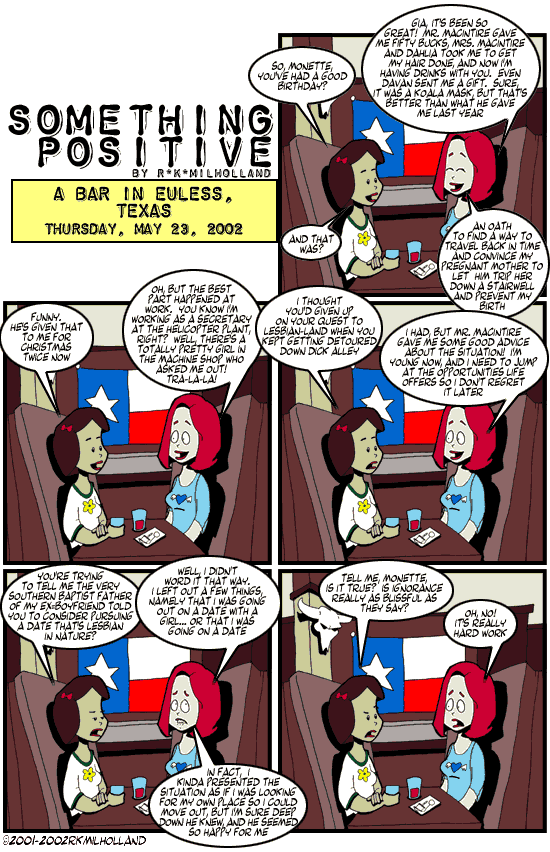 SOMETHING
POSITIVE
BY R*K*MILHOLLAND
A BAR IN EULESS,
TEXAS
THURSDAY, MAY 23, 2002
SO, MONETTE,
YOU'VE HAD A GOOD
BIRTHDAY?
GIA, IT'S BEEN SO
GREAT! MR. MACINTIRE GAVE
ME FIFTY BUCKS, MRS. MACINTIRE
AND DAHLIA TOOK ME TO GET
MY HAIR DONE, AND NOW I'M
HAVING DRINKS WITH YOU. EVEN
DAVAN SENT ME A GIFT. SURE,
IT WAS A KOALA MASK, BUT THAT'S
BETTER THAN WHAT HE GAVE
ME LAST YEAR
AND THAT
WAS?
AN OATH
TO FIND A WAY TO
TRAVEL BACK IN TIME
AND CONVINCE MY
PREGNANT MOTHER TO
LET HIM TRIP HER
DOWN A STAIRWELL
AND PREVENT MY
BIRTH
FUNNY.
HE'S GIVEN THAT
TO ME FOR
CHRISTMAS
TWICE NOW
OH, BUT THE BEST
PART HAPPENED AT
WORK. YOU KNOW I'M
WORKING AS A SECRETARY
AT THE HELICOPTER PLANT,
RIGHT? WELL, THERE'S A
TOTALLY PRETTY GIRL IN
THE MACHINE SHOP WHO
ASKED ME OUT!
TRA-LA-LA!
I THOUGHT
YOU'D GIVEN UP
ON YOUR QUEST TO
LESBIAN-LAND WHEN YOU
KEPT GETTING DETOURED
DOWN DICK ALLEY
I HAD, BUT MR. MACINTIRE
GAVE ME SOME GOOD ADVICE
ABOUT THE SITUATION! I'M
YOUNG NOW, AND I NEED TO JUMP
AT THE OPPORTUNITIES LIFE
OFFERS SO I DON'T REGRET
IT LATER
YOU'RE TRYING
TO TELL ME THE VERY
SOUTHERN BAPTIST FATHER
OF MY EX-BOYFRIEND TOLD
YOU TO CONSIDER PURSUING
A DATE THAT'S LESBIAN
IN NATURE?
WELL, I DIDN'T
WORD IT THAT WAY.
I LEFT OUT A FEW THINGS,
NAMELY THAT I WAS GOING
OUT ON A DATE WITH A
GIRL... OR THAT I WAS
GOING ON A DATE
IN FACT, I
KINDA PRESENTED THE
SITUATION AS IF I WAS LOOKING
FOR MY OWN PLACE SO I COULD
MOVE OUT, BUT I'M SURE DEEP
DOWN HE KNEW, AND HE SEEMED
SO HAPPY FOR ME
TELL ME, MONETTE,
IS IT TRUE? IS IGNORANCE
REALLY AS BLISSFUL AS
THEY SAY?
OH, NO!
IT'S REALLY
HARD WORK
©2001-2002RKMILHOLLAND